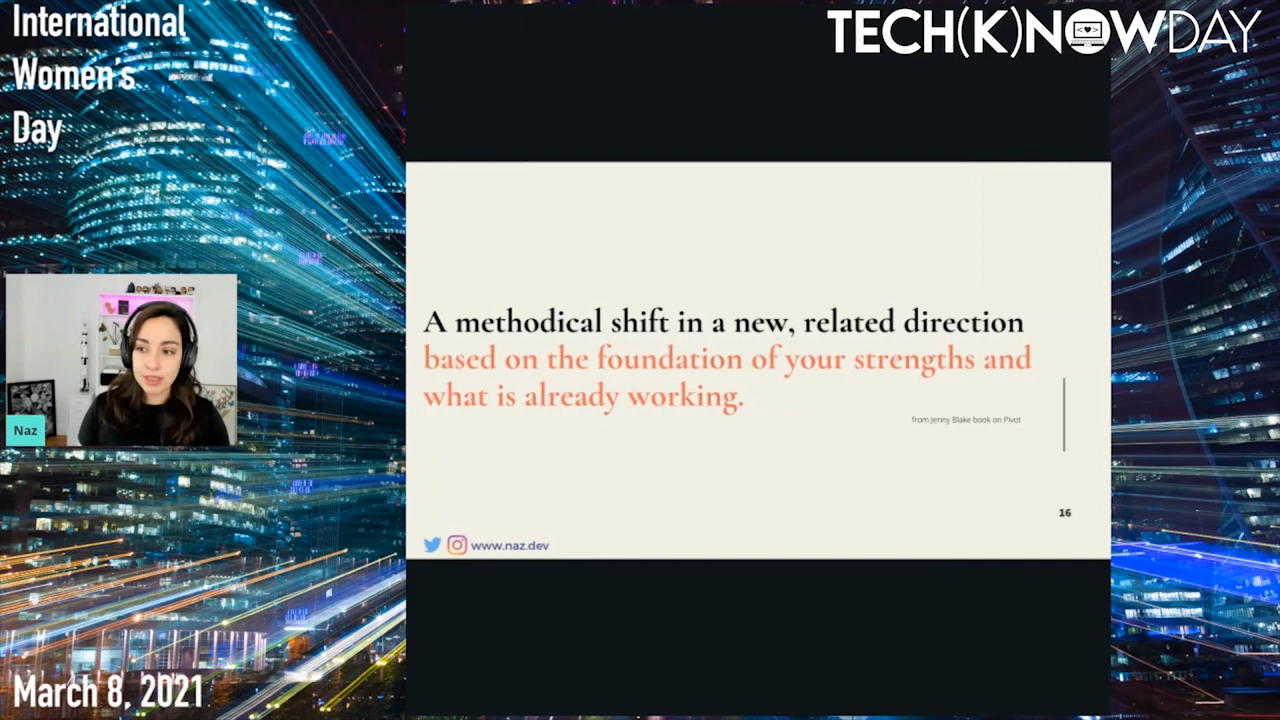 International
Women's
Day
TECH(K)NOWDAY
A methodical shift in a new, related direction
based on the foundation of your strengths and
what is already working.
from Jenny Blake book on Pivot
16
www.naz.dev
Naz
March 8, 2021